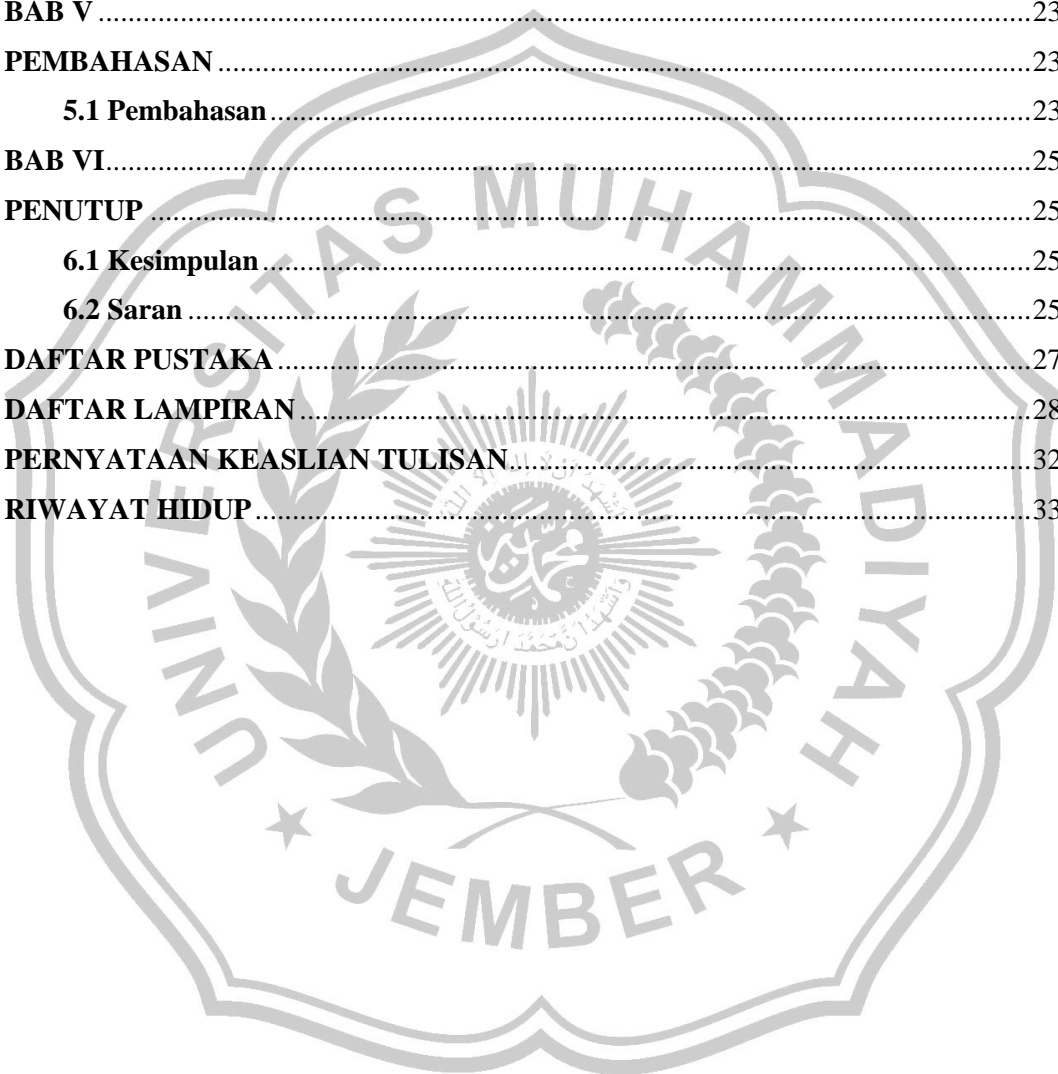 BAB V ........................................ 23
PEMBAHASAN ........................................ 23
5.1 Pembahasan ........................................ 23
BAB VI ........................................ 25
PENUTUP ........................................ 25
6.1 Kesimpulan ........................................ 25
6.2 Saran ........................................ 25
DAFTAR PUSTAKA ........................................ 27
DAFTAR LAMPIRAN ........................................ 28
PERNYATAAN KEASLIAN TULISAN ........................................ 32
RIWAYAT HIDUP ........................................ 33
UNIVERSITAS MUHAMMADIYAH
JEMBER